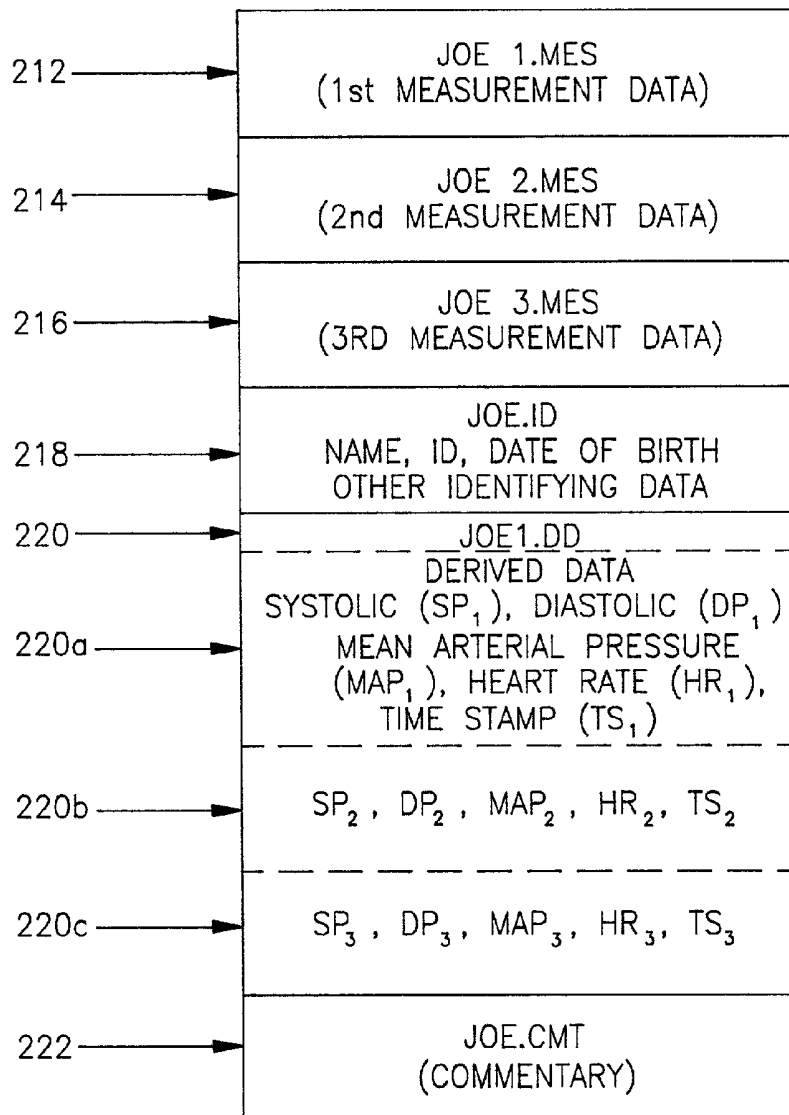 212
JOE 1.MES
(1st MEASUREMENT DATA)
214
JOE 2.MES
(2nd MEASUREMENT DATA)
216
JOE 3.MES
(3RD MEASUREMENT DATA)
218
JOE.ID
NAME, ID, DATE OF BIRTH
OTHER IDENTIFYING DATA
220
JOE1.DD
220a
DERIVED DATA
SYSTOLIC (SP₁), DIASTOLIC (DP₁)
MEAN ARTERIAL PRESSURE
(MAP₁), HEART RATE (HR₁),
TIME STAMP (TS₁)
220b
SP₂, DP₂, MAP₂, HR₂, TS₂
220c
SP₃, DP₃, MAP₃, HR₃, TS₃
222
JOE.CMT
(COMMENTARY)